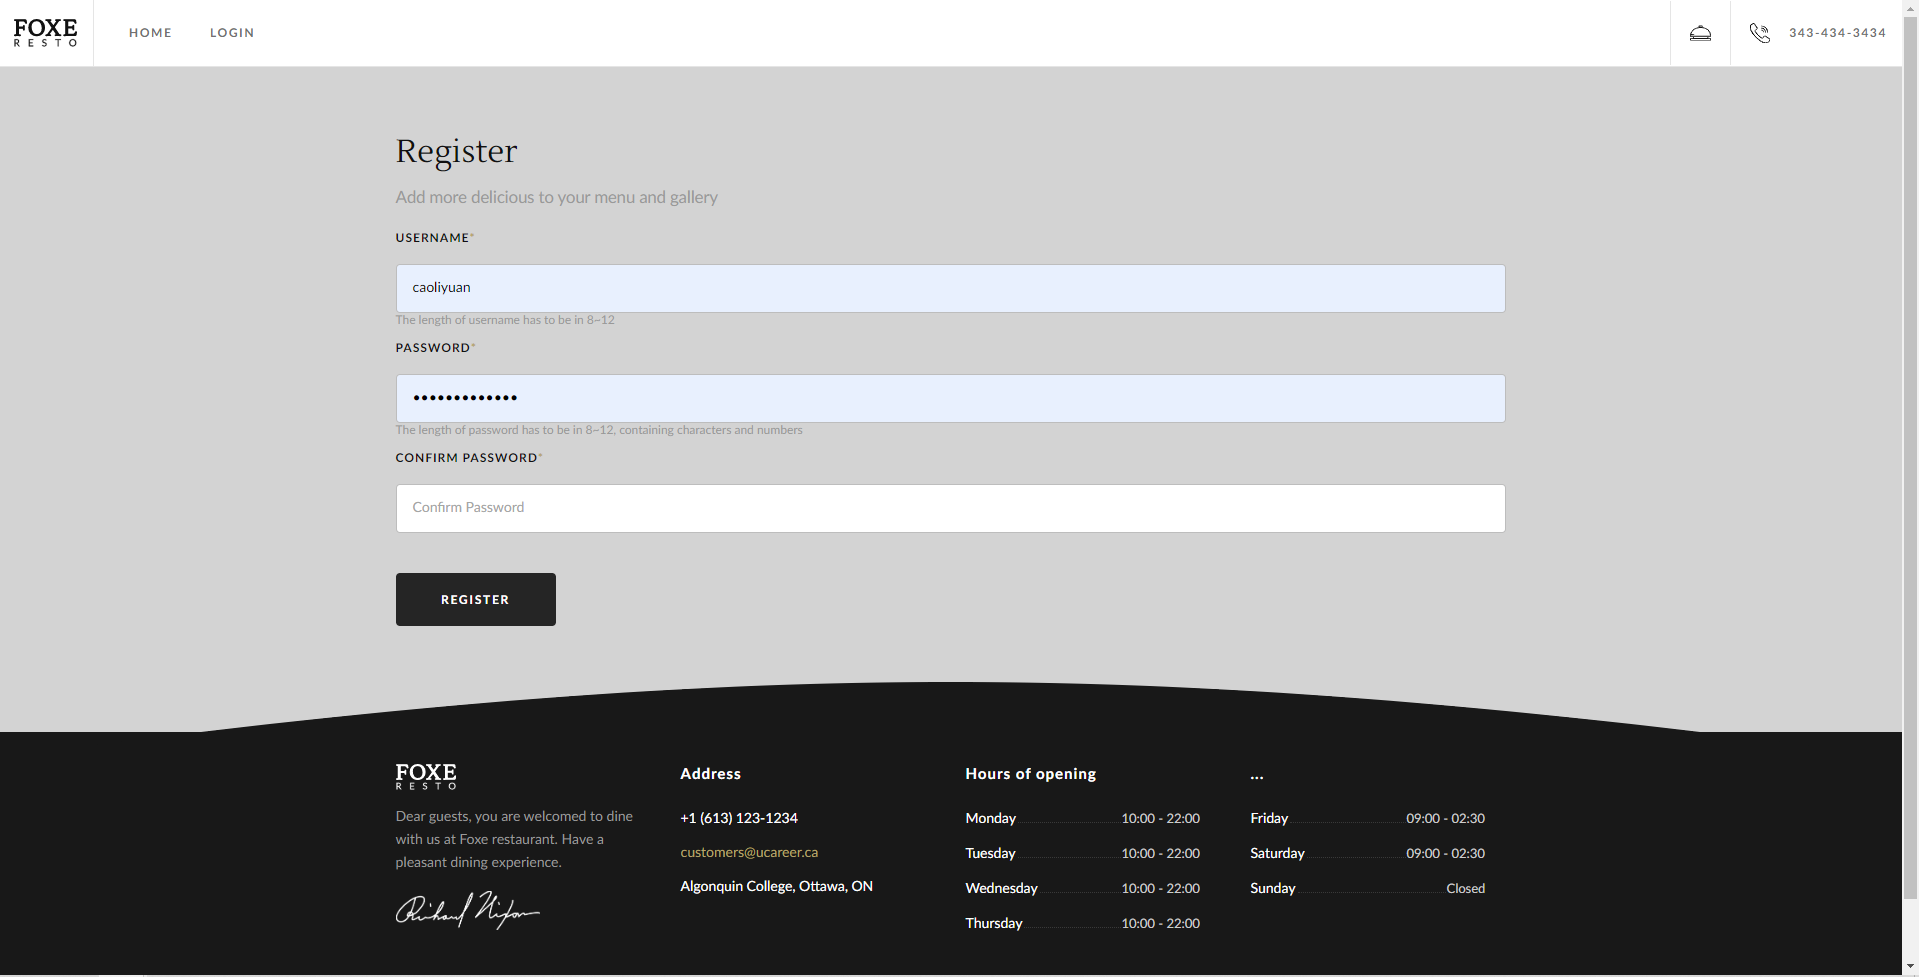 FOXE
RESTO
HOME
LOGIN
343-434-3434
Register
Add more delicious to your menu and gallery
USERNAME*
caoliyuan
The length of username has to be in 8~12
PASSWORD*
•••••••••••••
The length of password has to be in 8~12, containing characters and numbers
CONFIRM PASSWORD*
Confirm Password
REGISTER
FOXE
RESTO
Dear guests, you are welcomed to dine
with us at Foxe restaurant. Have a
pleasant dining experience.
Richard Nixon
Address
+1 (613) 123-1234
customers@ucareer.ca
Algonquin College, Ottawa, ON
Hours of opening
Monday 10:00 - 22:00
Tuesday 10:00 - 22:00
Wednesday 10:00 - 22:00
Thursday 10:00 - 22:00
...
Friday 09:00 - 02:30
Saturday 09:00 - 02:30
Sunday Closed